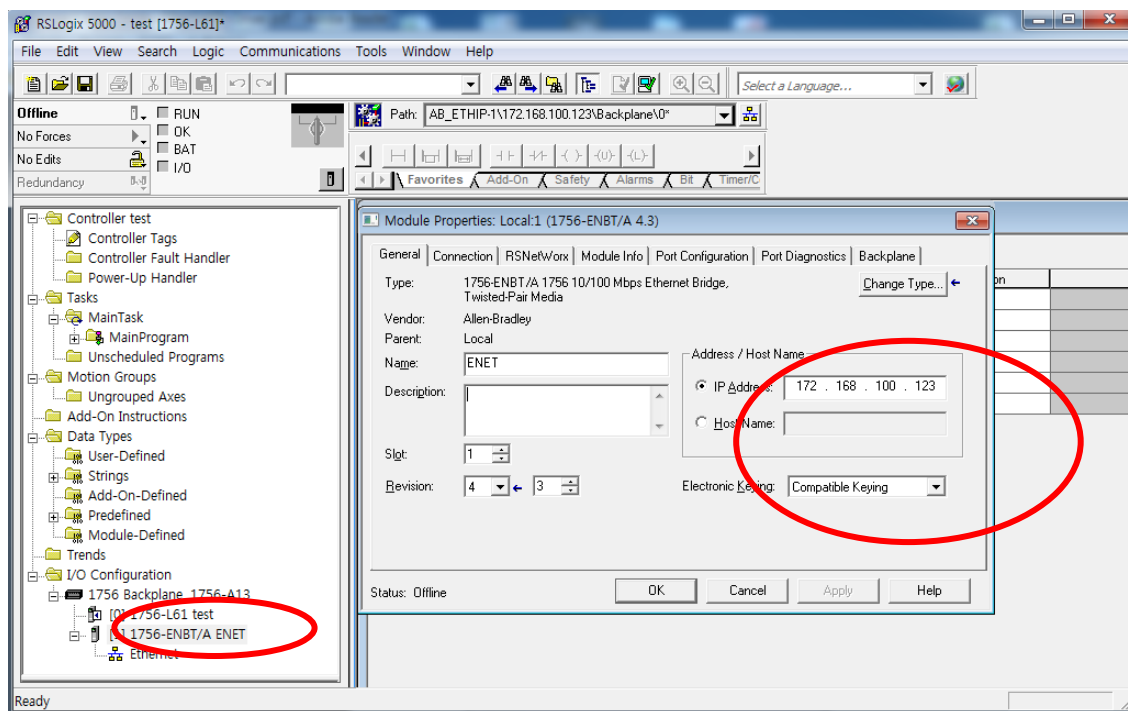 RSLogix 5000 - test [1756-L61]*
File Edit View Search Logic Communications Tools Window Help
Select a Language...
Offline
RUN
No Forces
OK
BAT
No Edits
I/O
Redundancy
Path: AB_ETHIP-1\172.168.100.123\Backplane\0*
Favorites Add-On Safety Alarms Bit Timer/C
Controller test
Controller Tags
Controller Fault Handler
Power-Up Handler
Tasks
MainTask
MainProgram
Unscheduled Programs
Motion Groups
Ungrouped Axes
Add-On Instructions
Data Types
User-Defined
Strings
Add-On-Defined
Predefined
Module-Defined
Trends
I/O Configuration
1756 Backplane, 1756-A13
[0] 1756-L61 test
[1] 1756-ENBT/A ENET
Ethernet
Module Properties: Local:1 (1756-ENBT/A 4.3)
General Connection RSNetWorx Module Info Port Configuration Port Diagnostics Backplane
Type: 1756-ENBT/A 1756 10/100 Mbps Ethernet Bridge,
Twisted-Pair Media
Change Type...
Vendor: Allen-Bradley
Parent: Local
Name: ENET
Description:
Address / Host Name
IP Address: 172 . 168 . 100 . 123
Host Name:
Slot: 1
Revision: 4 3
Electronic Keying: Compatible Keying
Status: Offline
OK Cancel Apply Help
Ready